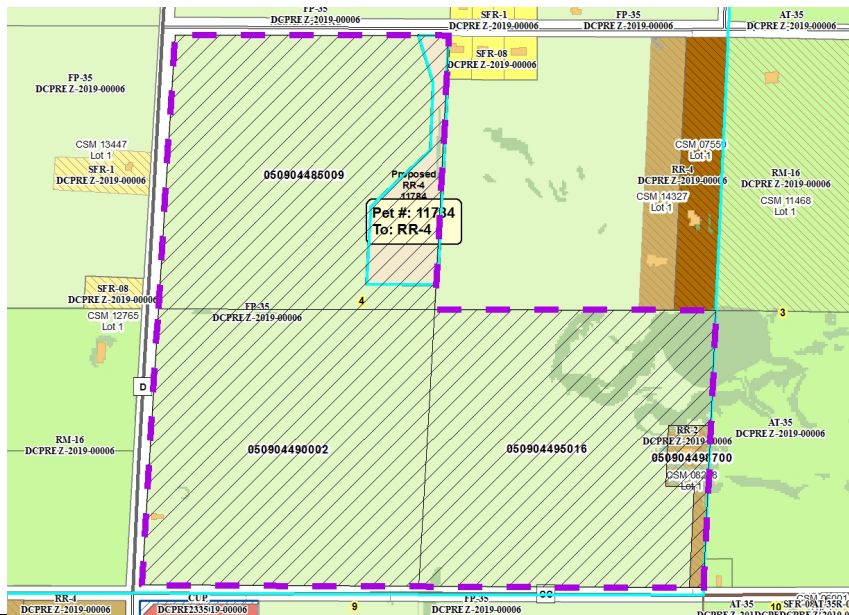 FP-35
DCPREZ-2019-00006
SFR-1
DCPREZ-2019-00006
FP-35
DCPREZ-2019-00006
AT-35
DCPREZ-2019-00006
SFR-08
DCPREZ-2019-00006
FP-35
DCPREZ-2019-00006
CSM 13447
Lot 1
SFR-1
DCPREZ-2019-00006
050904485009
Proposed
RR-4
11784
Pet #: 11784
To: RR-4
CSM 07559
Lot 1
RR-4
DCPREZ-2019-00006
CSM 14327
Lot 1
RM-16
DCPREZ-2019-00006
CSM 11468
Lot 1
SFR-08
DCPREZ-2019-00006
CSM 12765
Lot 1
FP-35
DCPREZ-2019-00006
4
3
D
RM-16
DCPREZ-2019-00006
050904490002
050904495016
RR-2
DCPREZ-2019-00006
050904498700
Lot 1
AT-35
DCPREZ-2019-00006
RR-4
DCPREZ-2019-00006
CUP
9
FP-35
DCPREZ-2019-00006
AT-35
10